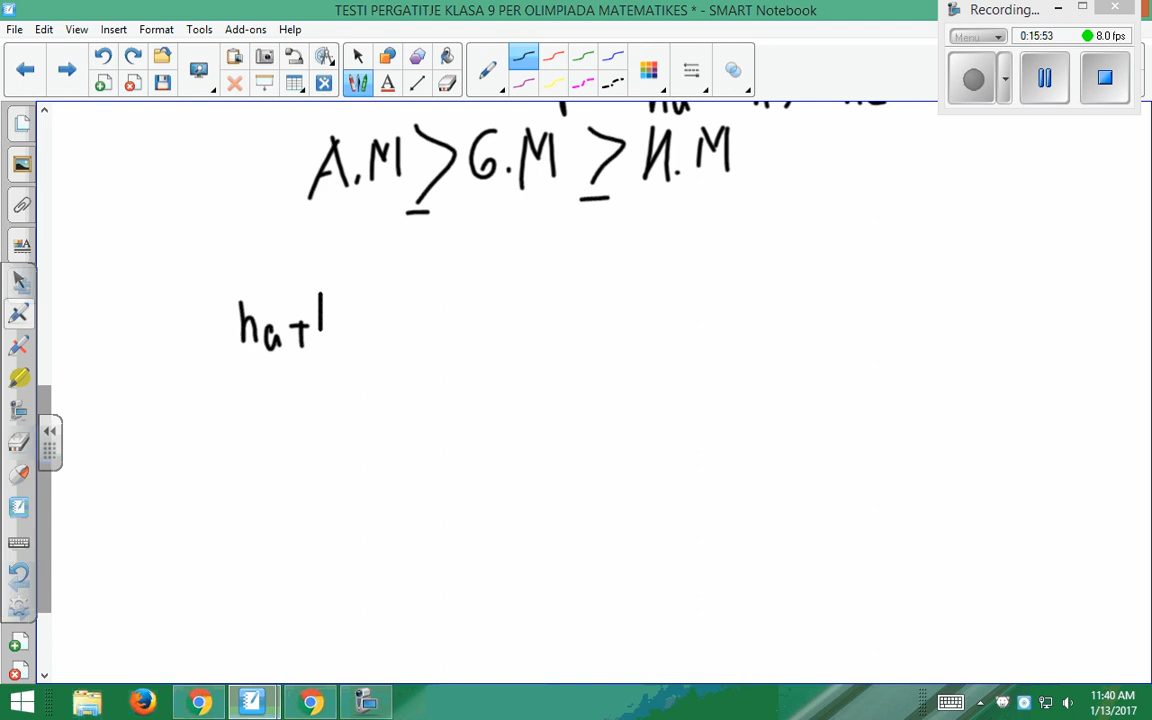 TESTI PERGATITJE KLASA 9 PER OLIMPIADA MATEMATIKES * - SMART Notebook
Recording...
File Edit View Insert Format Tools Add-ons Help
Menu... 0:15:53 8.0 fps
A.M ≥ G.M ≥ H.M
ha +
11:40 AM
1/13/2017